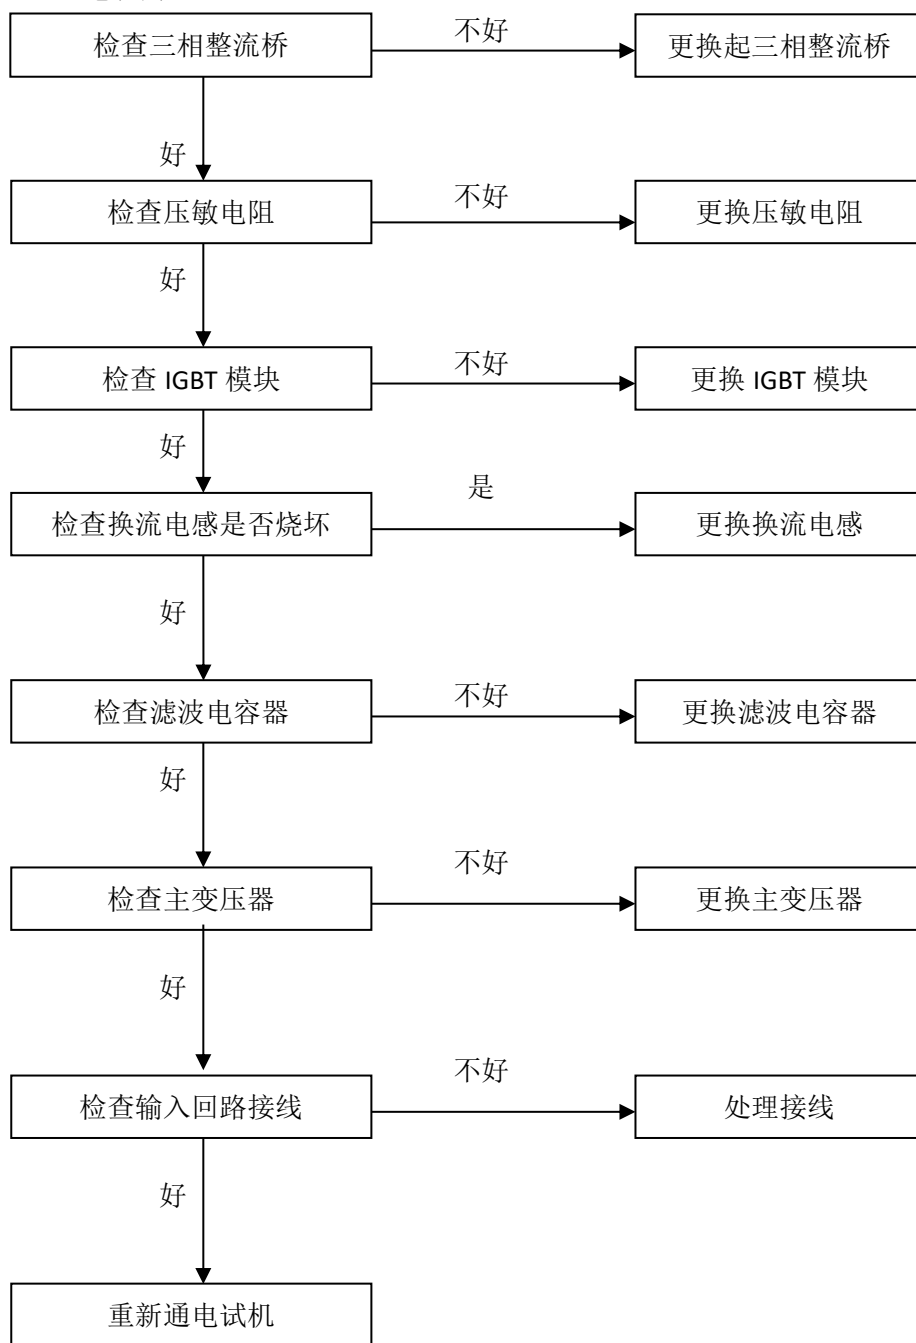 检查三相整流桥
不好
更换起三相整流桥
好
检查压敏电阻
不好
更换压敏电阻
好
检查 IGBT 模块
不好
更换 IGBT 模块
好
检查换流电感是否烧坏
是
更换换流电感
好
检查滤波电容器
不好
更换滤波电容器
好
检查主变压器
不好
更换主变压器
好
检查输入回路接线
不好
处理接线
好
重新通电试机